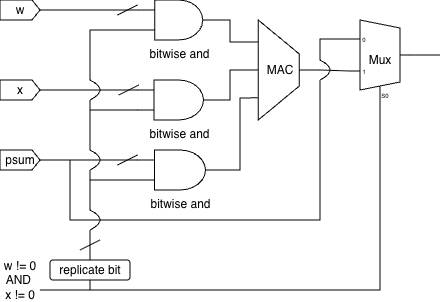 w
bitwise and
x
bitwise and
psum
bitwise and
MAC
0
1
Mux
S0
replicate bit
w != 0
AND
x != 0